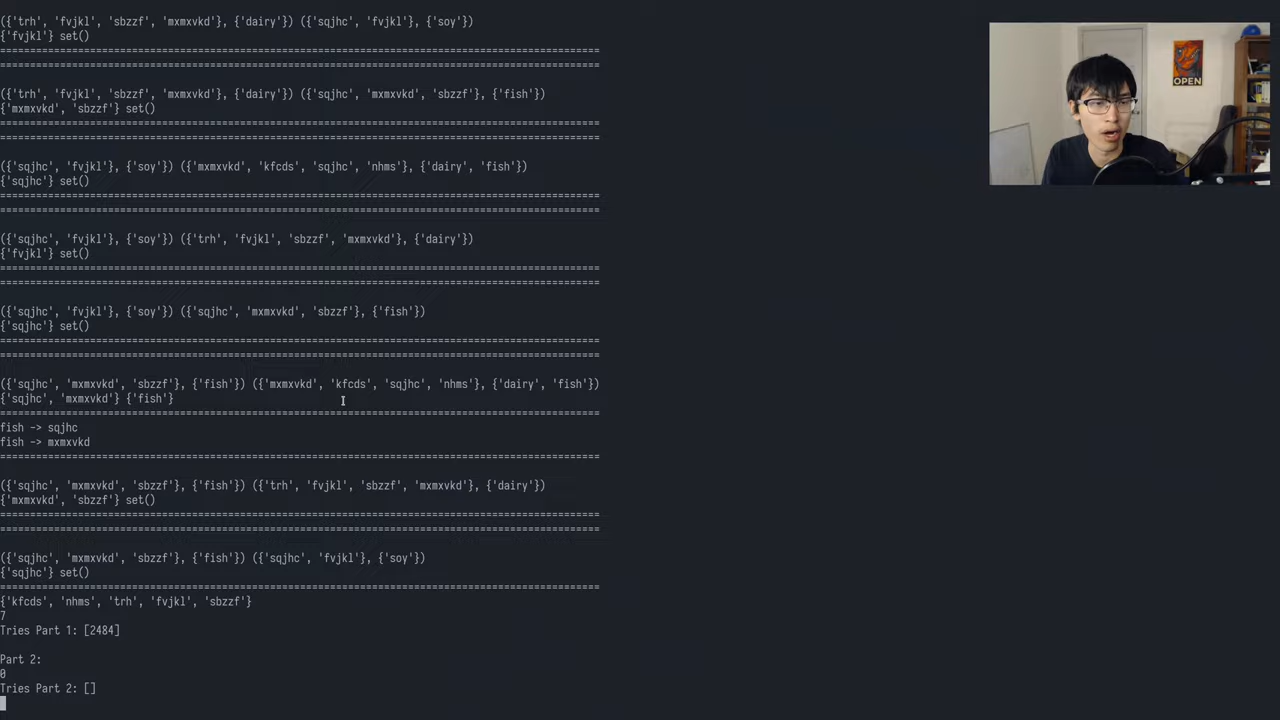 ({'trh', 'fvjkl', 'sbzzf', 'mxmxvkd'}, {'dairy'}) ({'sqjhc', 'fvjkl'}, {'soy'})
{'fvjkl'} set()
====================================================================================================
====================================================================================================
({'trh', 'fvjkl', 'sbzzf', 'mxmxvkd'}, {'dairy'}) ({'sqjhc', 'mxmxvkd', 'sbzzf'}, {'fish'})
{'mxmxvkd', 'sbzzf'} set()
====================================================================================================
====================================================================================================
({'sqjhc', 'fvjkl'}, {'soy'}) ({'mxmxvkd', 'kfcds', 'sqjhc', 'nhms'}, {'dairy', 'fish'})
{'sqjhc'} set()
====================================================================================================
====================================================================================================
({'sqjhc', 'fvjkl'}, {'soy'}) ({'trh', 'fvjkl', 'sbzzf', 'mxmxvkd'}, {'dairy'})
{'fvjkl'} set()
====================================================================================================
====================================================================================================
({'sqjhc', 'fvjkl'}, {'soy'}) ({'sqjhc', 'mxmxvkd', 'sbzzf'}, {'fish'})
{'sqjhc'} set()
====================================================================================================
====================================================================================================
({'sqjhc', 'mxmxvkd', 'sbzzf'}, {'fish'}) ({'mxmxvkd', 'kfcds', 'sqjhc', 'nhms'}, {'dairy', 'fish'})
{'sqjhc', 'mxmxvkd'} {'fish'}
====================================================================================================
fish -> sqjhc
fish -> mxmxvkd
====================================================================================================
({'sqjhc', 'mxmxvkd', 'sbzzf'}, {'fish'}) ({'trh', 'fvjkl', 'sbzzf', 'mxmxvkd'}, {'dairy'})
{'mxmxvkd', 'sbzzf'} set()
====================================================================================================
====================================================================================================
({'sqjhc', 'mxmxvkd', 'sbzzf'}, {'fish'}) ({'sqjhc', 'fvjkl'}, {'soy'})
{'sqjhc'} set()
====================================================================================================
{'kfcds', 'nhms', 'trh', 'fvjkl', 'sbzzf'}
7
Tries Part 1: [2484]
Part 2:
0
Tries Part 2: []
OPEN